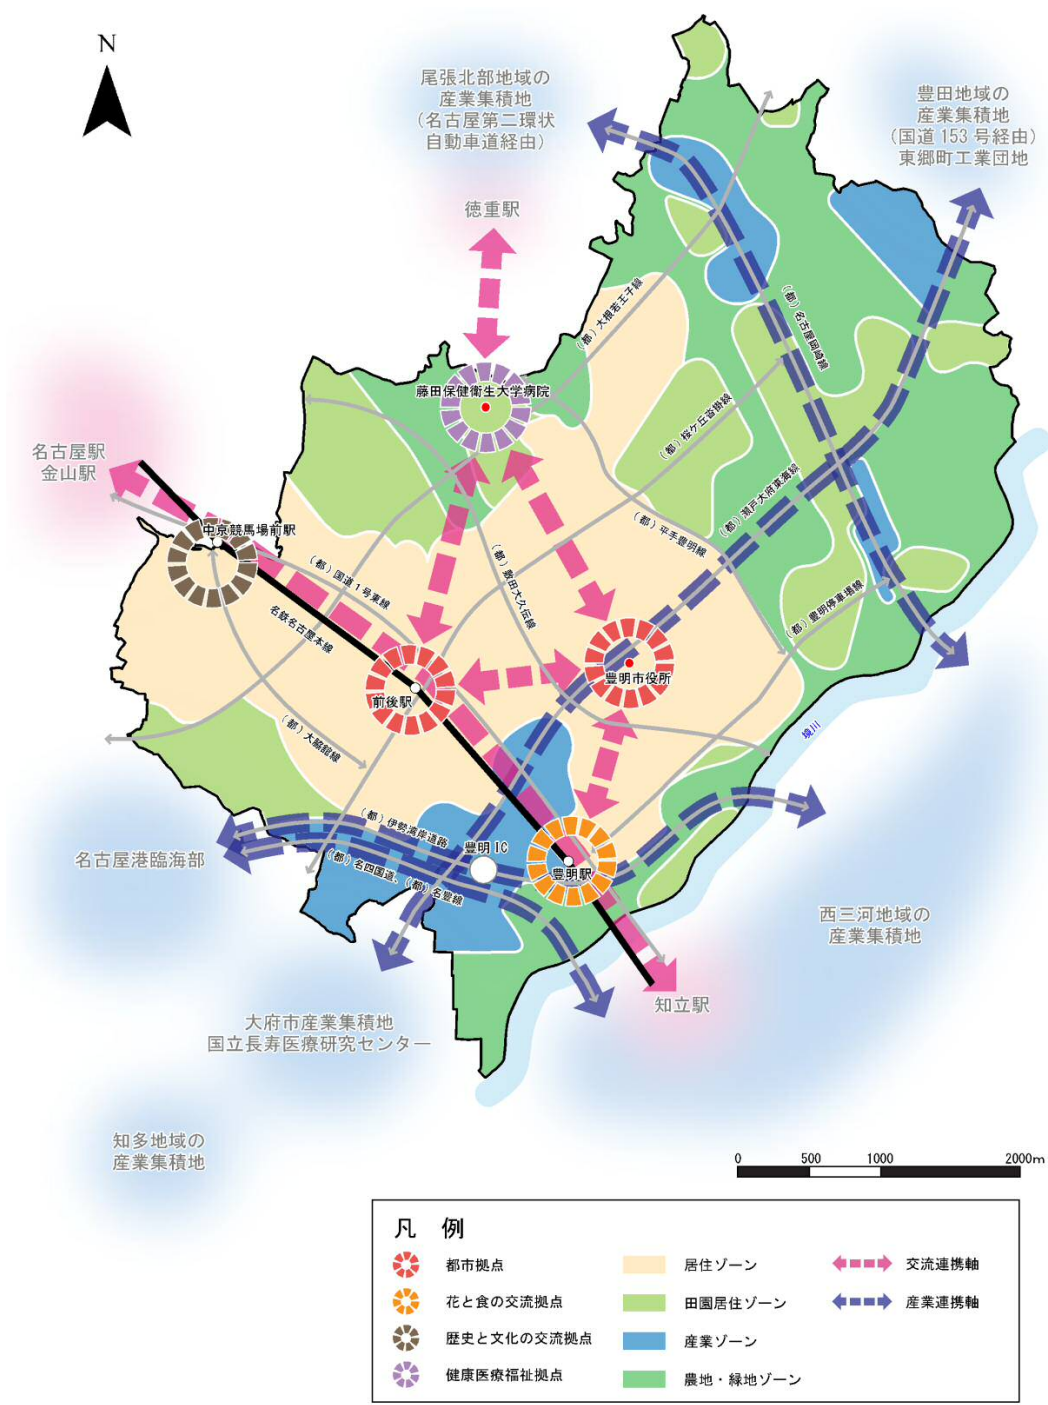 N
尾張北部地域の
産業集積地
（名古屋第二環状
自動車道経由）
豊田地域の
産業集積地
（国道153号経由）
東郷町工業団地
徳重駅
（都）大根若王子線
（都）名古屋岡崎線
藤田保健衛生大学病院
（都）桜ケ丘沓掛線
名古屋駅
金山駅
（都）瀬戸大府東海線
中京競馬場前駅
（都）平手豊明線
（都）国道１号東線
（都）敷田大久伝線
名鉄名古屋本線
（都）豊明停車場線
豊明市役所
前後駅
境川
（都）大脇舘線
（都）伊勢湾岸道路
豊明IC
名古屋港臨海部
（都）名四国道、（都）名豊線
豊明駅
西三河地域の
産業集積地
知立駅
大府市産業集積地
国立長寿医療研究センター
知多地域の
産業集積地
0 500 1000 2000m
凡　例
都市拠点
花と食の交流拠点
歴史と文化の交流拠点
健康医療福祉拠点
居住ゾーン
田園居住ゾーン
産業ゾーン
農地・緑地ゾーン
交流連携軸
産業連携軸